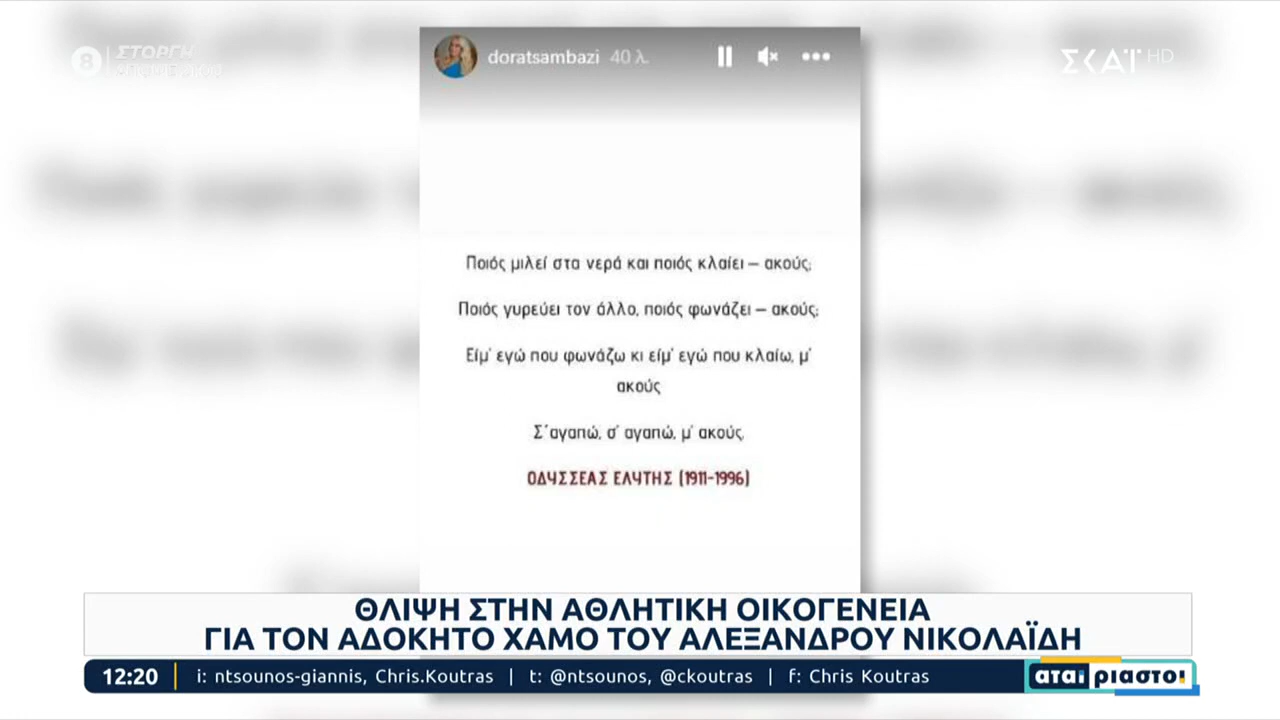 8 ΣΤΟΡΓΗ
doratsambazi 40 λ.
ΣΚΑΪ HD
Ποιός μιλεί στα νερά και ποιός κλαίει – ακούς;
Ποιός γυρεύει τον άλλο, ποιός φωνάζει – ακούς;
Είμ' εγώ που φωνάζω κι είμ' εγώ που κλαίω, μ'
ακούς
Σ΄αγαπώ, σ' αγαπώ, μ' ακούς.
ΟΔΥΣΣΕΑΣ ΕΛΥΤΗΣ (1911-1996)
ΘΛΙΨΗ ΣΤΗΝ ΑΘΛΗΤΙΚΗ ΟΙΚΟΓΕΝΕΙΑ
ΓΙΑ ΤΟΝ ΑΔΟΚΗΤΟ ΧΑΜΟ ΤΟΥ ΑΛΕΞΑΝΔΡΟΥ ΝΙΚΟΛΑΪΔΗ
12:20 i: ntsounos-giannis, Chris.Koutras | t: @ntsounos, @ckoutras | f: Chris Koutras
αταίριαστοι